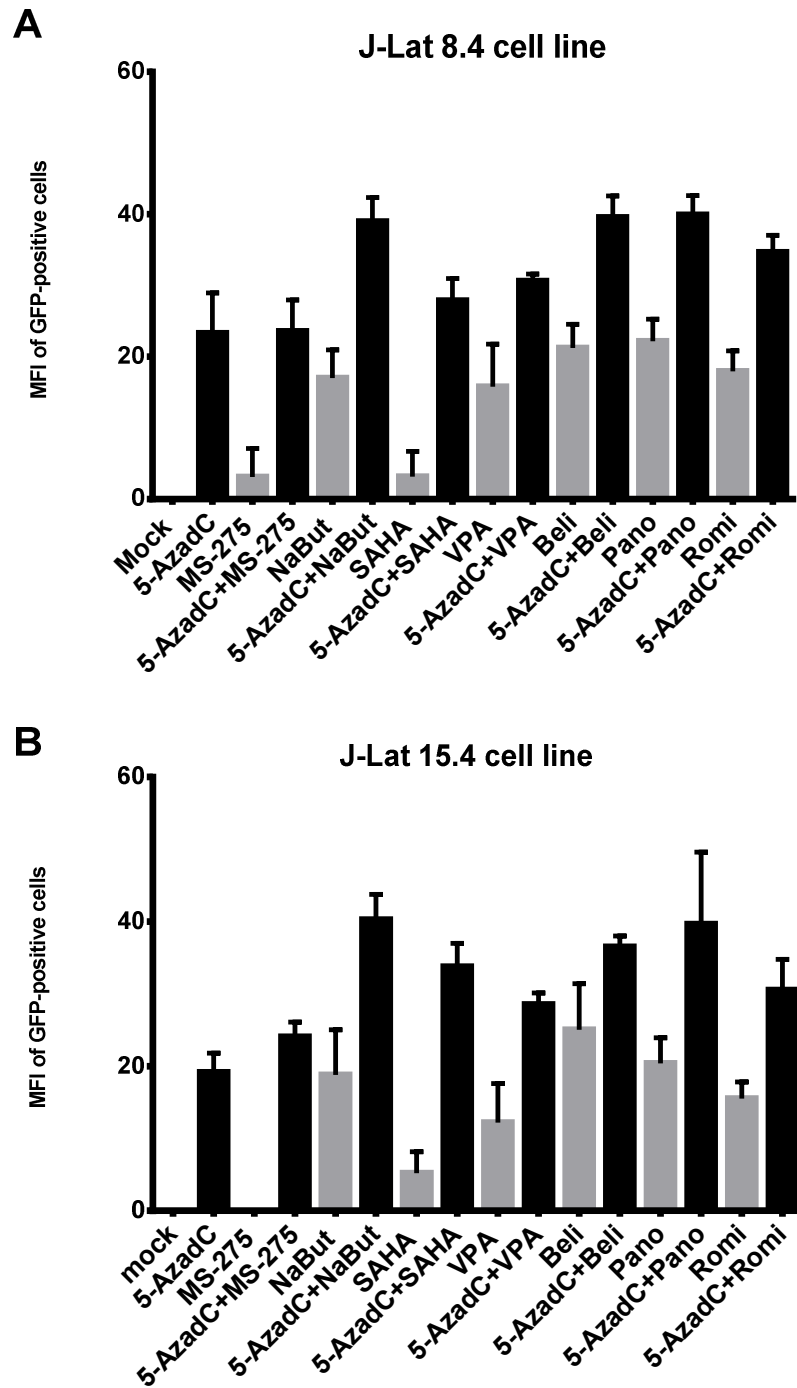 A
J-Lat 8.4 cell line
MFI of GFP-positive cells
60
40
20
0
Mock
5-AzadC
MS-275
5-AzadC+MS-275
NaBut
5-AzadC+NaBut
SAHA
5-AzadC+SAHA
VPA
5-AzadC+VPA
Beli
5-AzadC+Beli
Pano
5-AzadC+Pano
Romi
5-AzadC+Romi
B
J-Lat 15.4 cell line
MFI of GFP-positive cells
60
40
20
0
mock
5-AzadC
MS-275
5-AzadC+MS-275
NaBut
5-AzadC+NaBut
SAHA
5-AzadC+SAHA
VPA
5-AzadC+VPA
Beli
5-AzadC+Beli
Pano
5-AzadC+Pano
Romi
5-AzadC+Romi